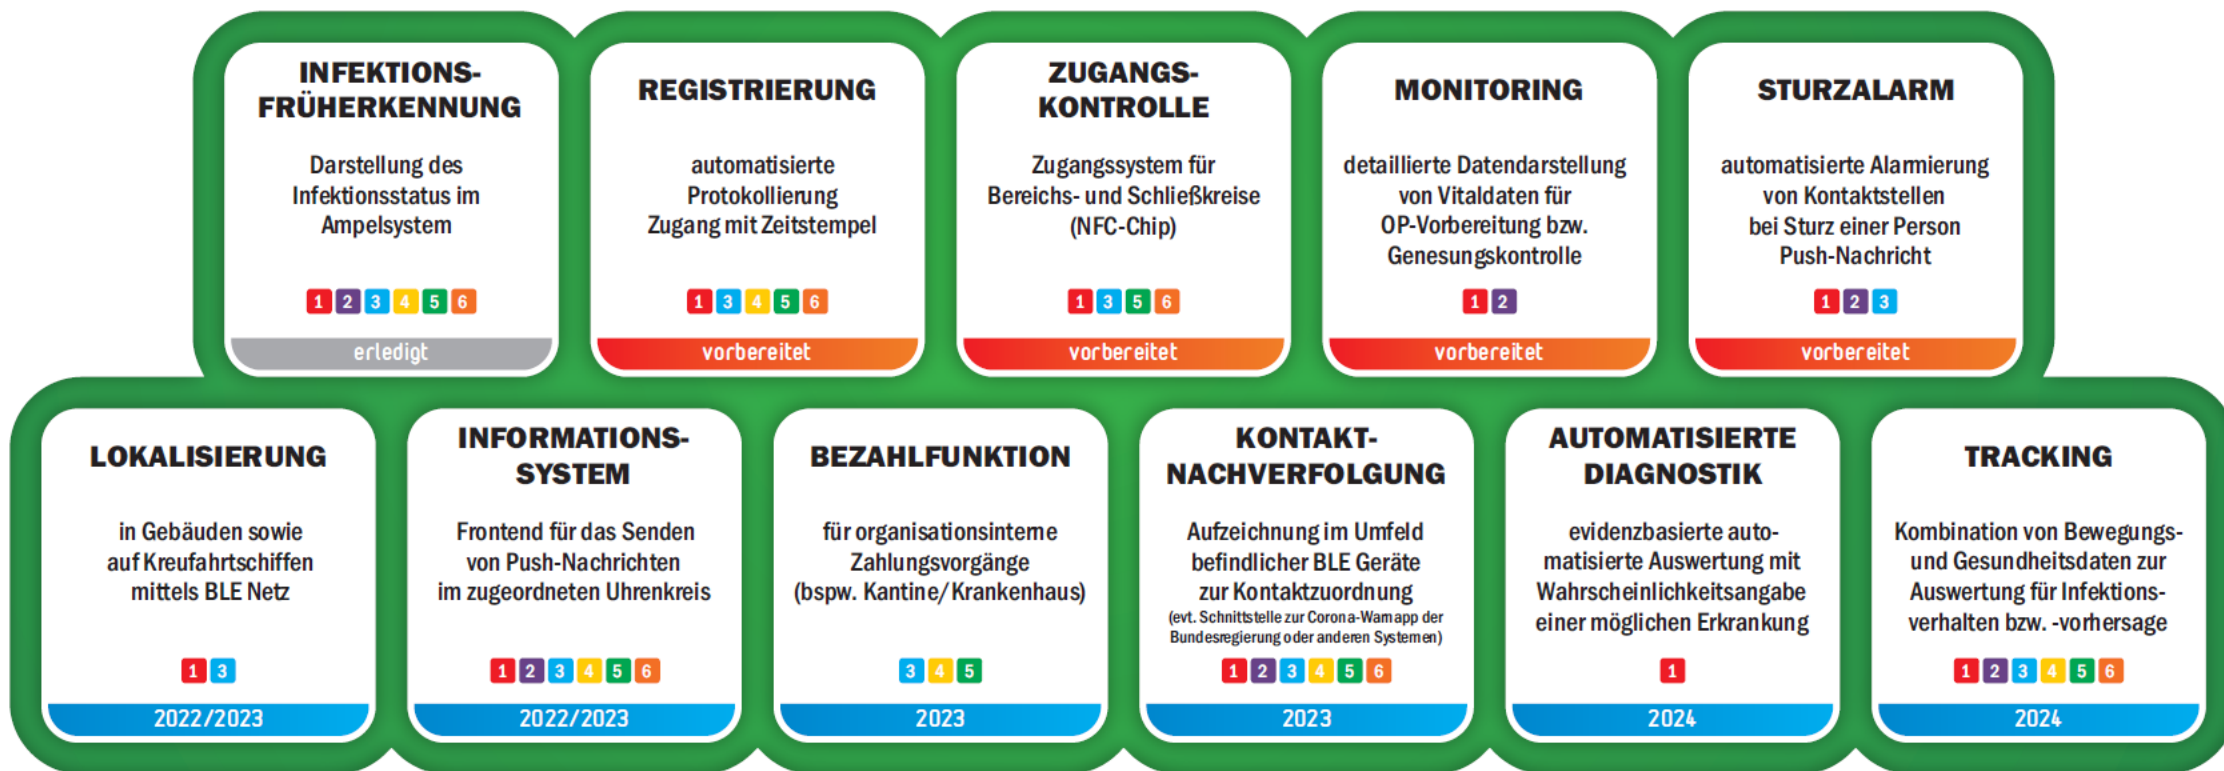 INFEKTIONS-
FRÜHERKENNUNG
Darstellung des
Infektionsstatus im
Ampelsystem
1 2 3 4 5 6
erledigt
REGISTRIERUNG
automatisierte
Protokollierung
Zugang mit Zeitstempel
1 3 4 5 6
vorbereitet
ZUGANGS-
KONTROLLE
Zugangssystem für
Bereichs- und Schließkreise
(NFC-Chip)
1 3 5 6
vorbereitet
MONITORING
detaillierte Datendarstellung
von Vitaldaten für
OP-Vorbereitung bzw.
Genesungskontrolle
1 2
vorbereitet
STURZALARM
automatisierte Alarmierung
von Kontaktstellen
bei Sturz einer Person
Push-Nachricht
1 2 3
vorbereitet
LOKALISIERUNG
in Gebäuden sowie
auf Kreufahrtschiffen
mittels BLE Netz
1 3
2022/2023
INFORMATIONS-
SYSTEM
Frontend für das Senden
von Push-Nachrichten
im zugeordneten Uhrenkreis
1 2 3 4 5 6
2022/2023
BEZAHLFUNKTION
für organisationsinterne
Zahlungsvorgänge
(bspw. Kantine/Krankenhaus)
3 4 5
2023
KONTAKT-
NACHVERFOLGUNG
Aufzeichnung im Umfeld
befindlicher BLE Geräte
zur Kontaktzuordnung
(evt. Schnittstelle zur Corona-Warnapp der
Bundesregierung oder anderen Systemen)
1 2 3 4 5 6
2023
AUTOMATISIERTE
DIAGNOSTIK
evidenzbasierte auto-
matisierte Auswertung mit
Wahrscheinlichkeitsangabe
einer möglichen Erkrankung
1
2024
TRACKING
Kombination von Bewegungs-
und Gesundheitsdaten zur
Auswertung für Infektions-
verhalten bzw. -vorhersage
1 2 3 4 5 6
2024